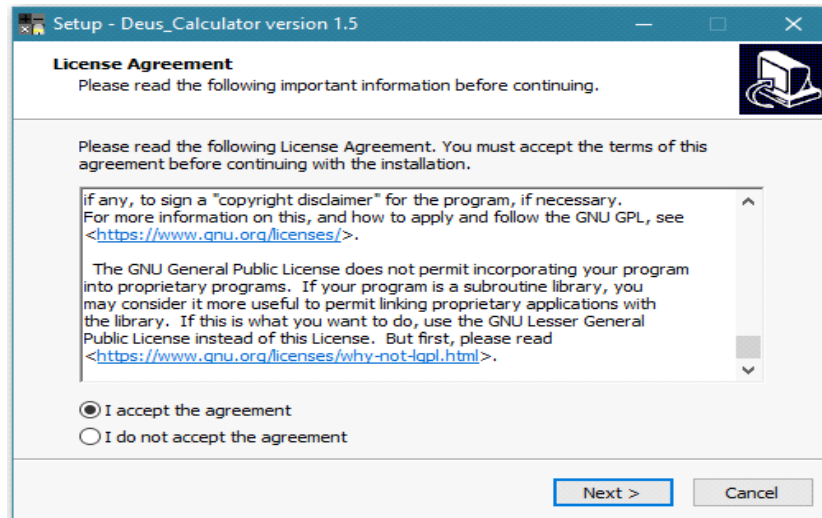 Setup - Deus_Calculator version 1.5
License Agreement
Please read the following important information before continuing.
Please read the following License Agreement. You must accept the terms of this
agreement before continuing with the installation.
if any, to sign a "copyright disclaimer" for the program, if necessary.
For more information on this, and how to apply and follow the GNU GPL, see
<https://www.gnu.org/licenses/>.
The GNU General Public License does not permit incorporating your program
into proprietary programs.  If your program is a subroutine library, you
may consider it more useful to permit linking proprietary applications with
the library.  If this is what you want to do, use the GNU Lesser General
Public License instead of this License.  But first, please read
<https://www.gnu.org/licenses/why-not-lgpl.html>.
I accept the agreement
I do not accept the agreement
Next >
Cancel